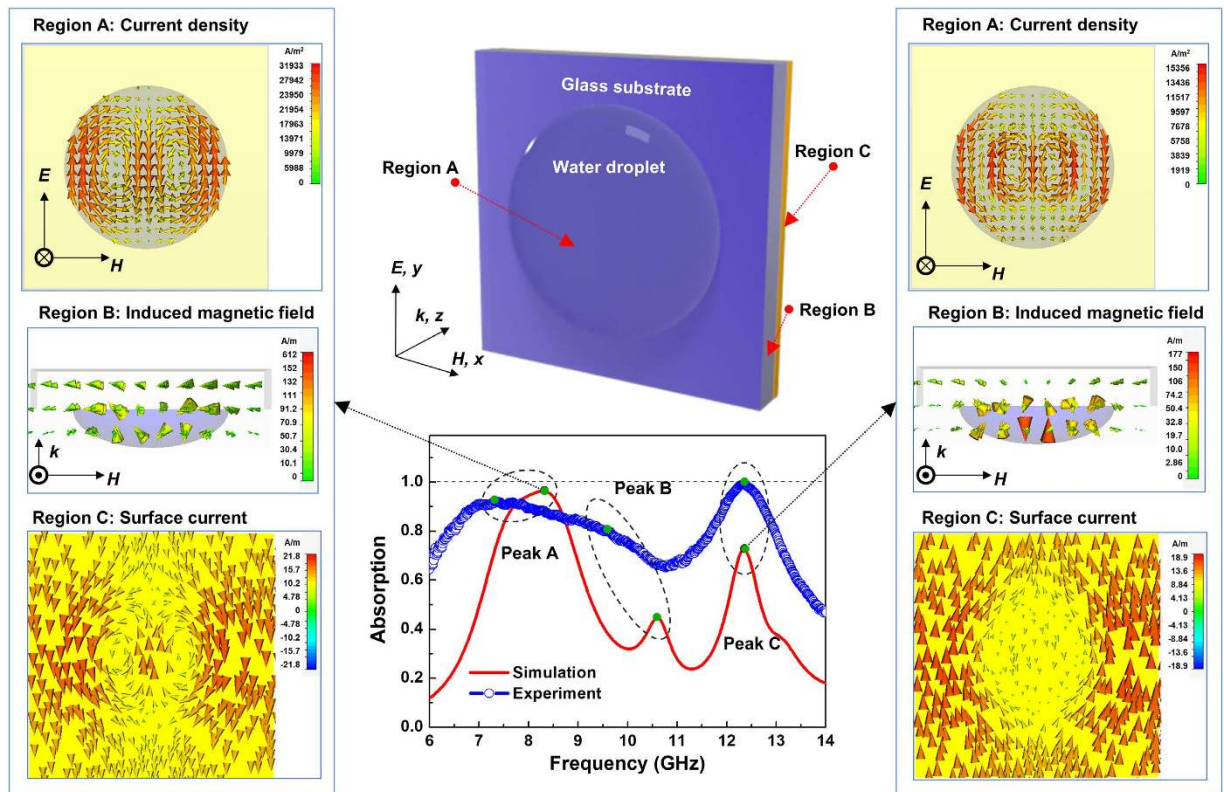 Region A: Current density
A/m²
31933
27942
23950
21954
17963
13971
9979
5988
0
E
H
Region B: Induced magnetic field
A/m
612
152
132
111
91.2
70.9
50.7
30.4
10.1
0
k
H
Region C: Surface current
A/m
21.8
15.7
10.2
5.2
0
-5.2
-10.2
-15.7
-21.8
Glass substrate
Water droplet
Region A
Region C
Region B
E, y
k, z
H, x
1.0
0.8
0.6
0.4
0.2
0.0
Absorption
Peak B
Peak A
Peak C
Simulation
Experiment
6 7 8 9 10 11 12 13 14
Frequency (GHz)
Region A: Current density
A/m²
15356
13436
11517
9597
7678
5758
3839
1919
0
E
H
Region B: Induced magnetic field
A/m
177
150
106
74.2
50.4
32.6
19.7
10.0
2.86
0
k
H
Region C: Surface current
A/m
18.9
13.6
8.84
4.13
0
-4.13
-8.84
-13.6
-18.9